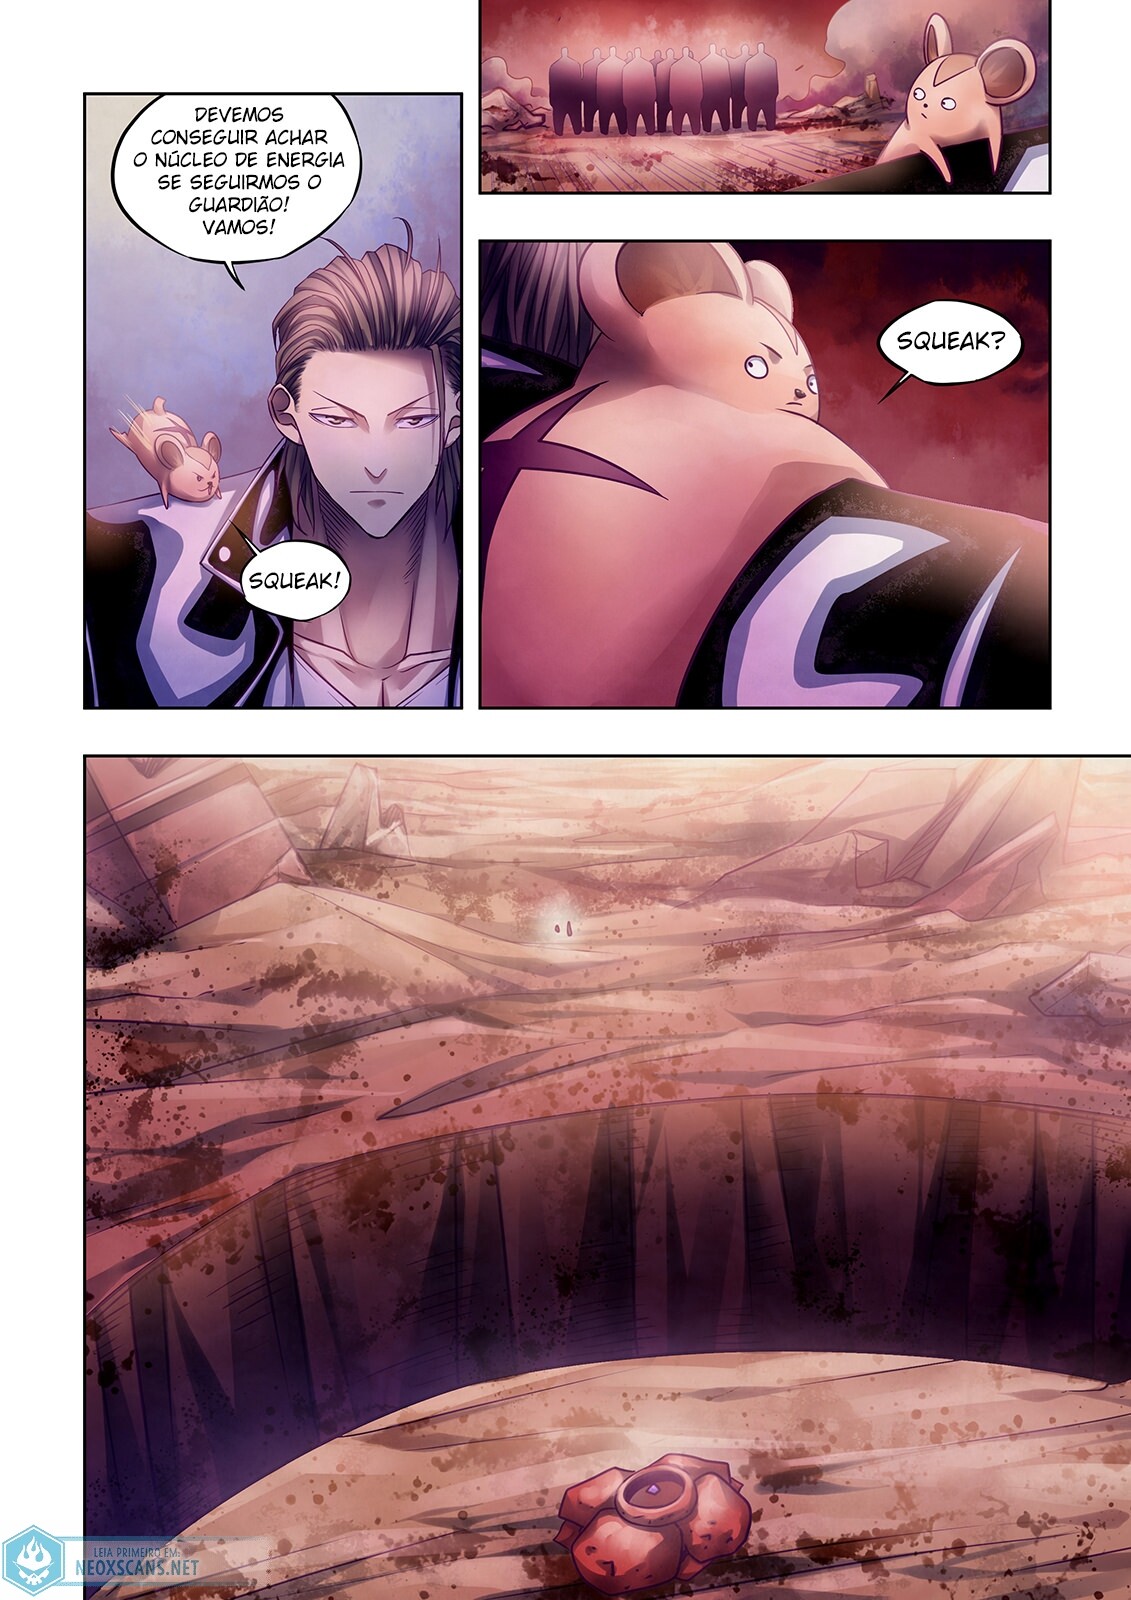 DEVEMOS
CONSEGUIR ACHAR
O NÚCLEO DE ENERGIA
SE SEGUIRMOS O
GUARDIÃO!
VAMOS!
SQUEAK!
SQUEAK?
LEIA PRIMEIRO EM:
NEOXSCANS.NET